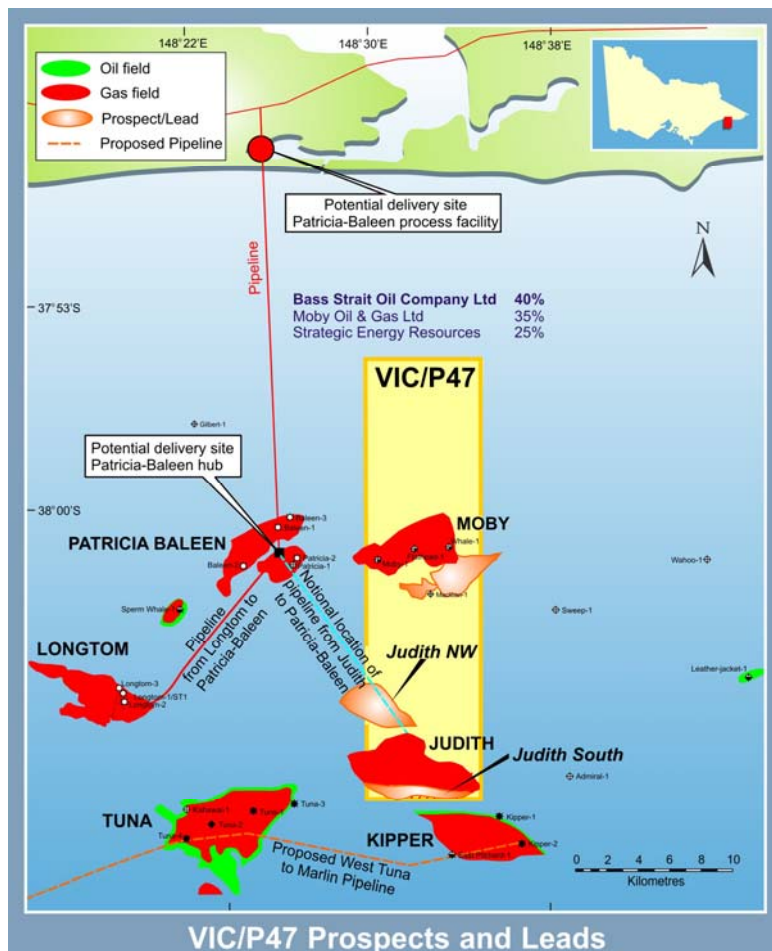 148°22'E
148°30'E
148°38'E
Oil field
Gas field
Prospect/Lead
Proposed Pipeline
Potential delivery site
Patricia-Baleen process facility
N
Pipeline
37°53'S
Bass Strait Oil Company Ltd 40%
Moby Oil & Gas Ltd 35%
Strategic Energy Resources 25%
VIC/P47
Gilbert-1
Potential delivery site
Patricia-Baleen hub
38°00'S
Baleen-3
Baleen-1
PATRICIA BALEEN
MOBY
Whale-1
Patricia-2
Patricia-1
Wahoo-1
Sperm Whale-1
Sweep-1
Pipeline
from Longtom to
Patricia-Baleen
Notional location of
pipeline from Judith
to Patricia-Baleen
LONGTOM
Judith NW
Leather-jacket-1
Longtom-3
Longtom-1/ST1
Longtom-2
JUDITH
Judith South
Admiral-1
TUNA
Tuna-3
Tuna-2
KIPPER
Kipper-1
Kipper-2
Proposed West Tuna
to Marlin Pipeline
0 2 4 6 8 10
Kilometres
VIC/P47 Prospects and Leads